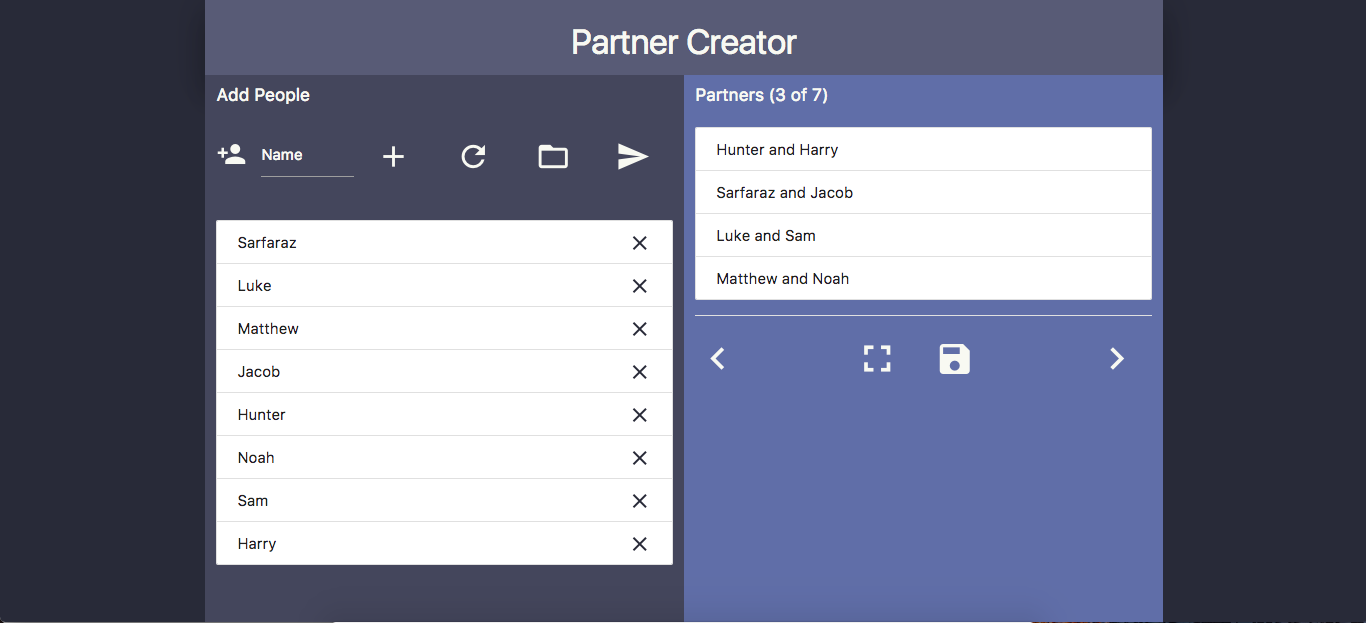 Partner Creator
Add People
Name
Sarfaraz
Luke
Matthew
Jacob
Hunter
Noah
Sam
Harry
Partners (3 of 7)
Hunter and Harry
Sarfaraz and Jacob
Luke and Sam
Matthew and Noah